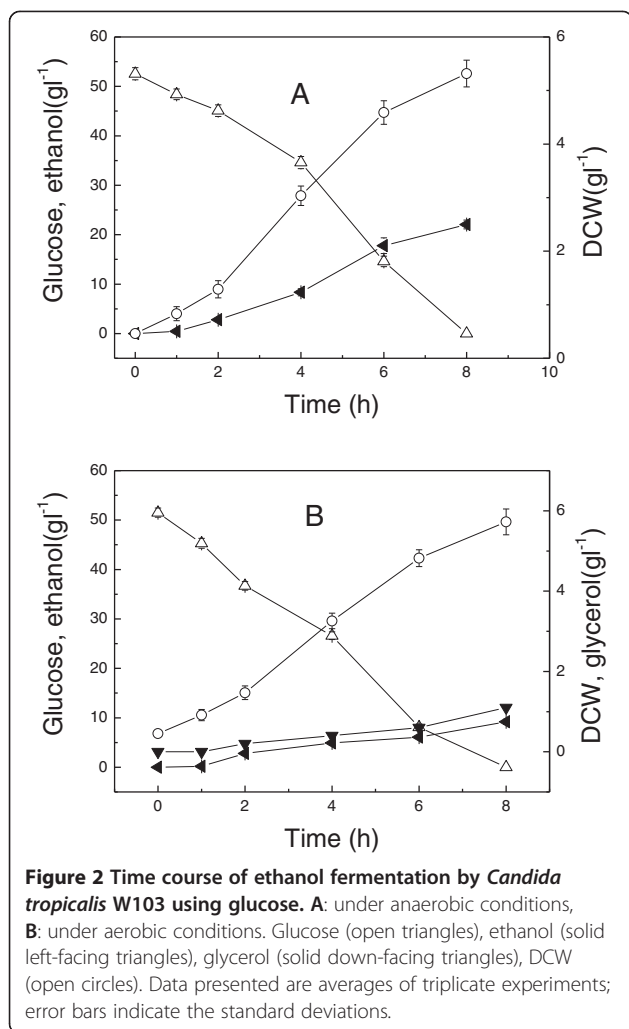 A
60
50
40
30
20
10
0
Glucose, ethanol(gl⁻¹)
6
4
2
0
DCW(gl⁻¹)
0 2 4 6 8 10
Time (h)
B
60
50
40
30
20
10
0
Glucose, ethanol(gl⁻¹)
6
4
2
0
DCW, glycerol(gl⁻¹)
0 2 4 6 8
Time (h)
Figure 2 Time course of ethanol fermentation by Candida
tropicalis W103 using glucose. A: under anaerobic conditions,
B: under aerobic conditions. Glucose (open triangles), ethanol (solid
left-facing triangles), glycerol (solid down-facing triangles), DCW
(open circles). Data presented are averages of triplicate experiments;
error bars indicate the standard deviations.